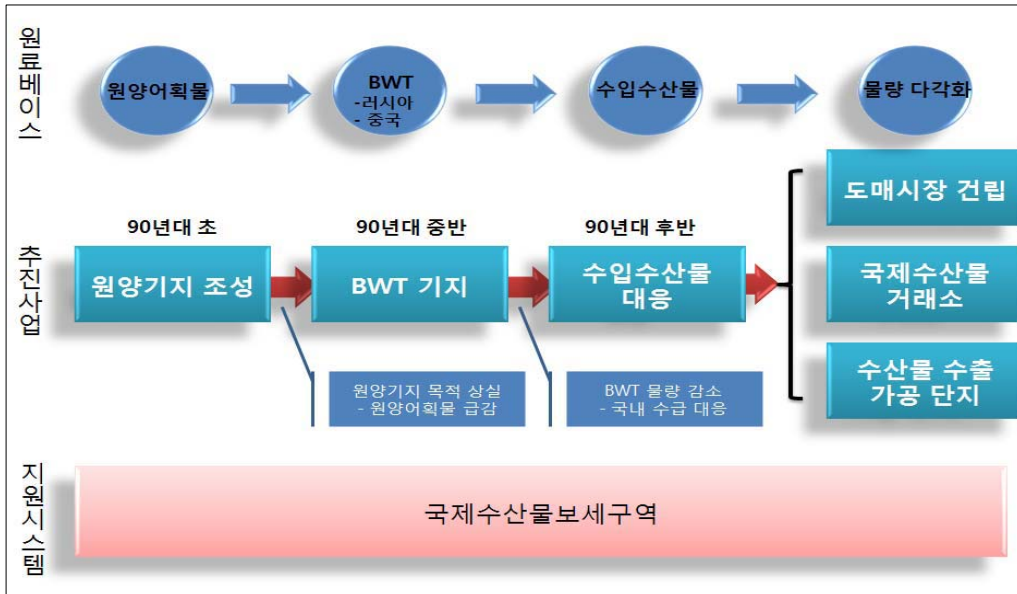 원료베이스
원양어획물
BWT
-러시아
- 중국
수입수산물
물량 다각화
추진사업
90년대 초
원양기지 조성
90년대 중반
BWT 기지
90년대 후반
수입수산물
대응
도매시장 건립
국제수산물
거래소
수산물 수출
가공 단지
원양기지 목적 상실
- 원양어획물 급감
BWT 물량 감소
- 국내 수급 대응
지원시스템
국제수산물보세구역